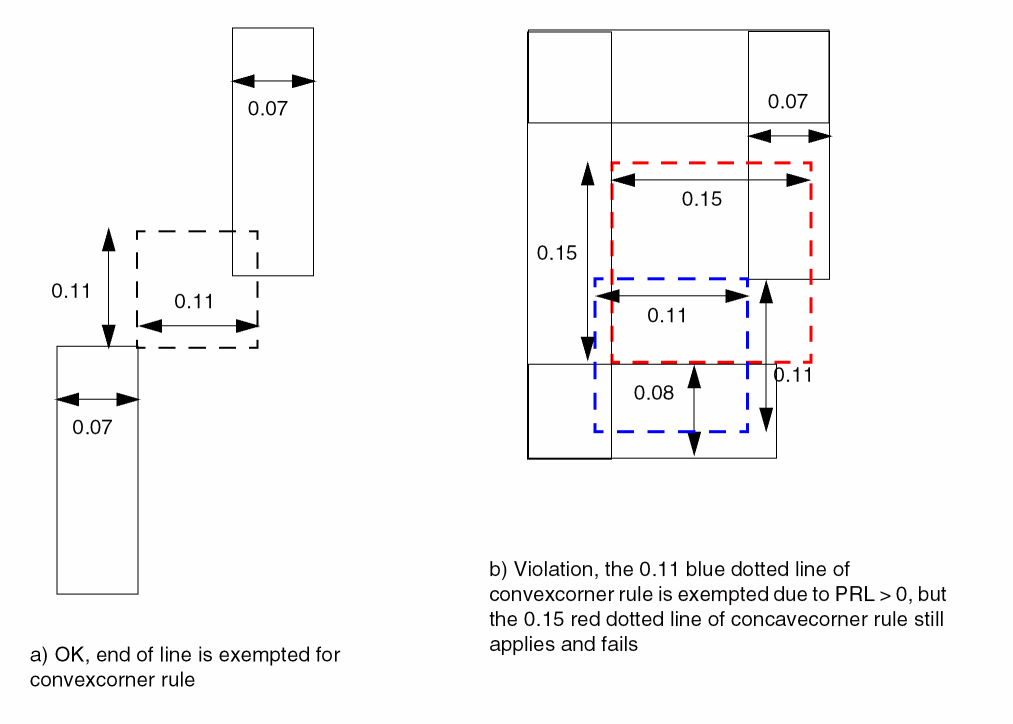 0.07
0.11
0.11
0.07
a) OK, end of line is exempted for
convexcorner rule
0.07
0.15
0.15
0.11
0.11
0.08
b) Violation, the 0.11 blue dotted line of
convexcorner rule is exempted due to PRL > 0, but
the 0.15 red dotted line of concavecorner rule still
applies and fails